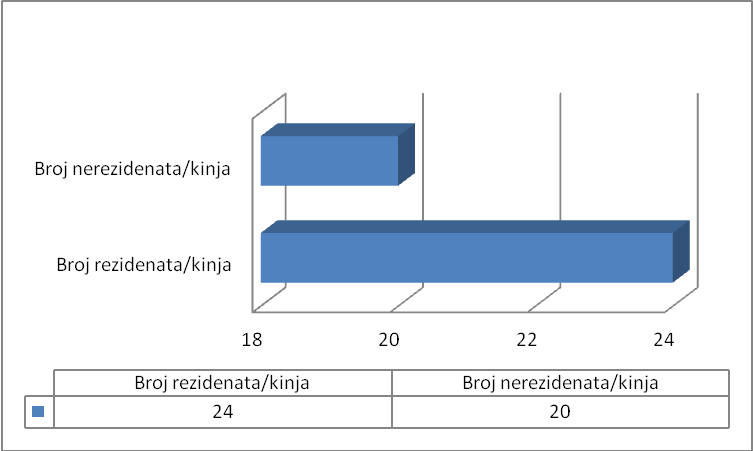 Broj nerezidenata/kinja
Broj rezidenata/kinja
18 20 22 24
Broj rezidenata/kinja Broj nerezidenata/kinja
24 20